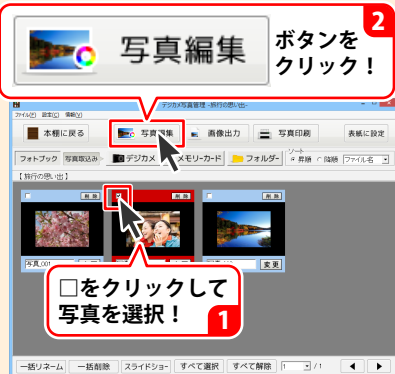 2
写真編集
ボタンを
クリック！
デジカメ写真管理 -旅行の思い出-
ファイル(F) 設定(C) 情報(V)
本棚に戻る 写真編集 画像出力 写真印刷 表紙に設定
フォトブック 写真取込み デジカメ メモリーカード フォルダー ソート 昇順 降順 ファイル名
【 旅行の思い出 】
削除 削除 削除
写真_001 変更
□をクリックして
写真を選択！
1
一括リネーム 一括削除 スライドショー すべて選択 すべて解除 1 / 1